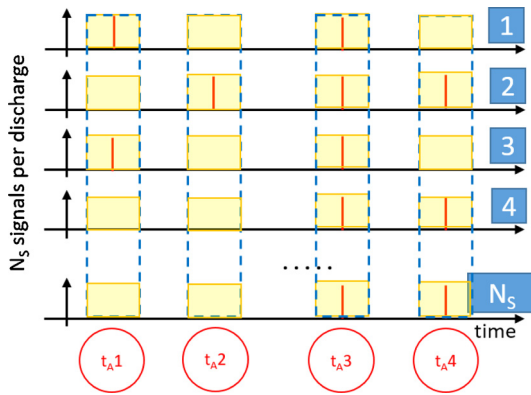 N_S signals per discharge
1
2
3
4
.....
N_S
time
t_A1
t_A2
t_A3
t_A4